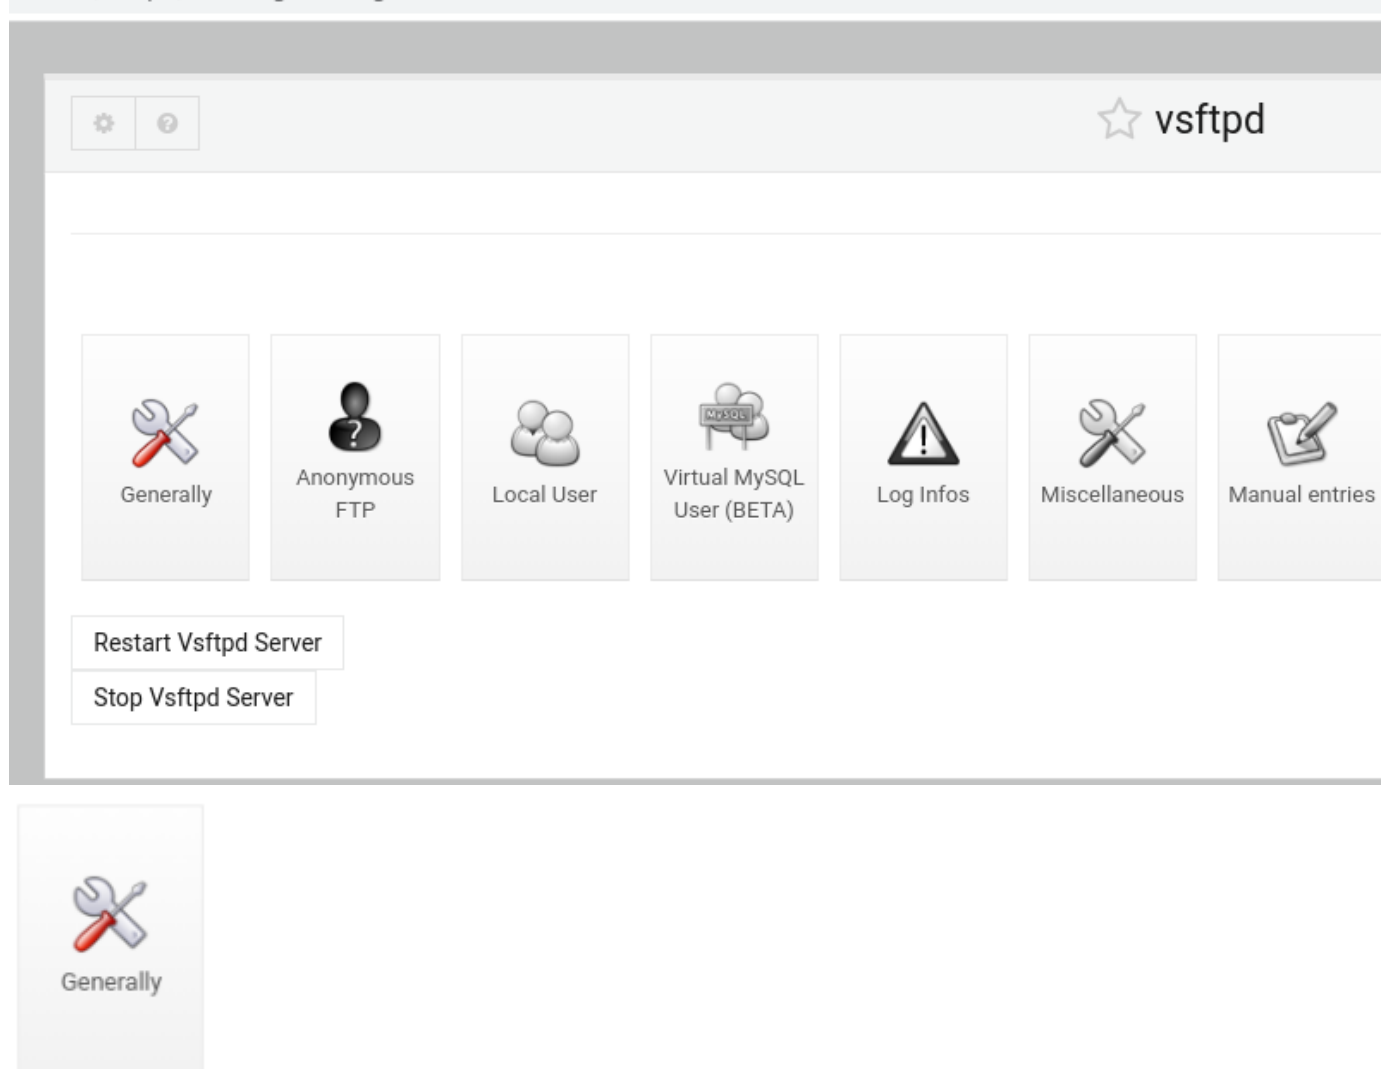 vsftpd
Generally
Anonymous
FTP
Local User
MySQL
Virtual MySQL
User (BETA)
Log Infos
Miscellaneous
Manual entries
Restart Vsftpd Server
Stop Vsftpd Server
Generally